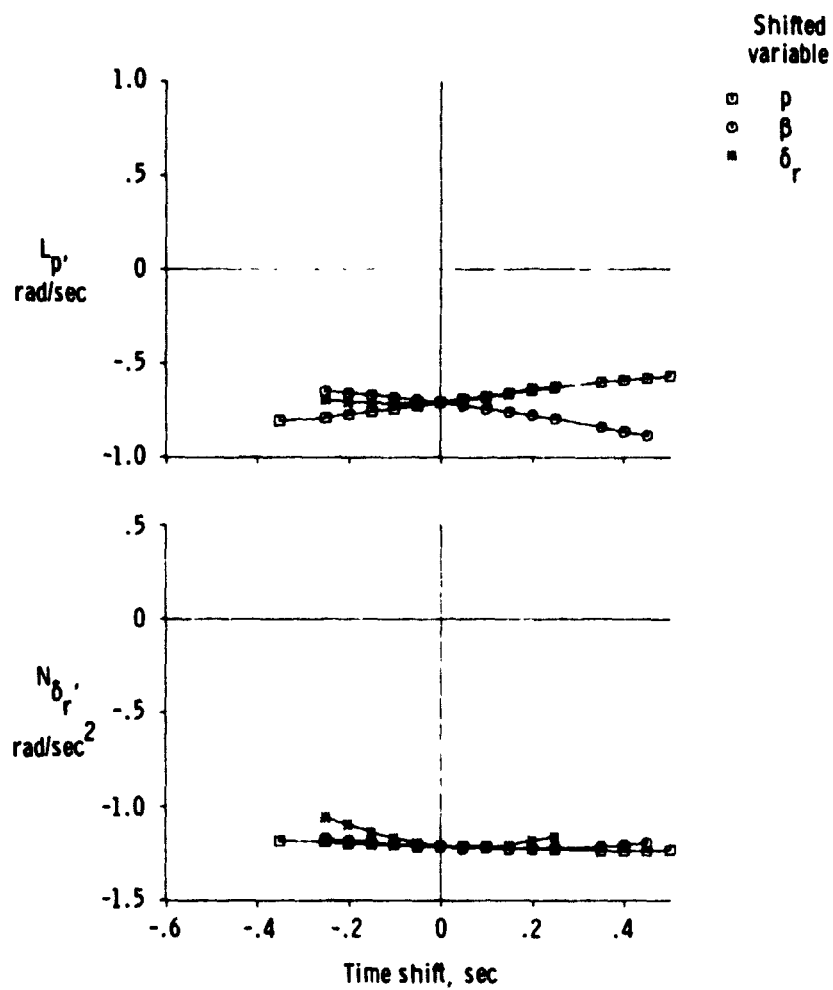 Shifted
variable
p
β
δr
1.0
.5
0
-.5
-1.0
Lp,
rad/sec
.5
0
-.5
-1.0
-1.5
Nδr,
rad/sec2
-.6 -.4 -.2 0 .2 .4
Time shift, sec